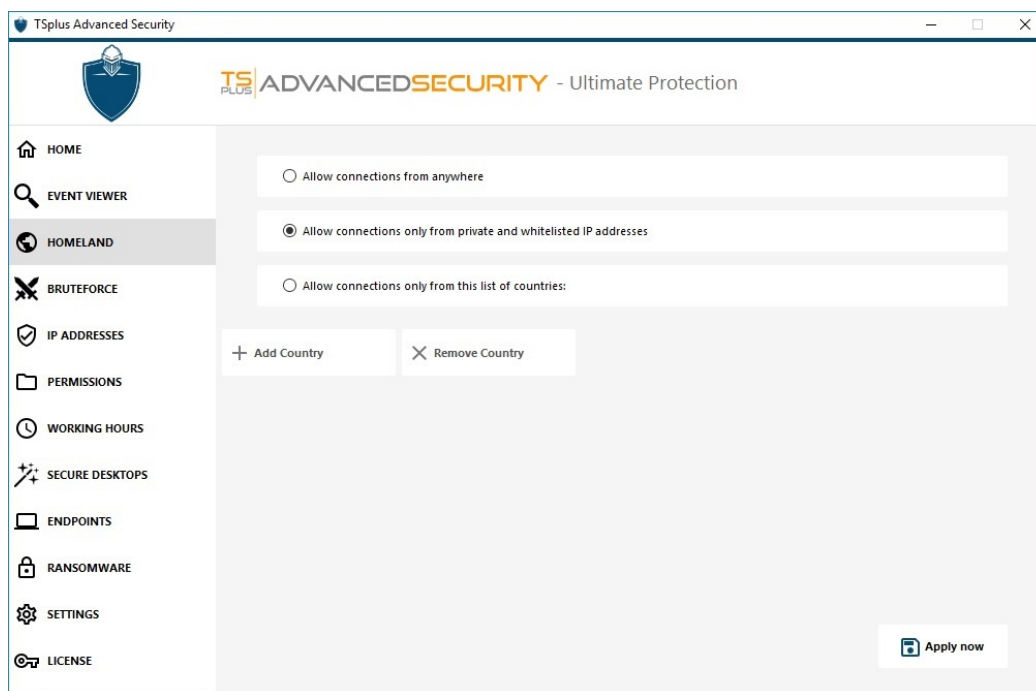 TSplus Advanced Security
TS PLUS ADVANCEDSECURITY - Ultimate Protection
HOME
EVENT VIEWER
HOMELAND
BRUTEFORCE
IP ADDRESSES
PERMISSIONS
WORKING HOURS
SECURE DESKTOPS
ENDPOINTS
RANSOMWARE
SETTINGS
LICENSE
Allow connections from anywhere
Allow connections only from private and whitelisted IP addresses
Allow connections only from this list of countries:
Add Country
Remove Country
Apply now